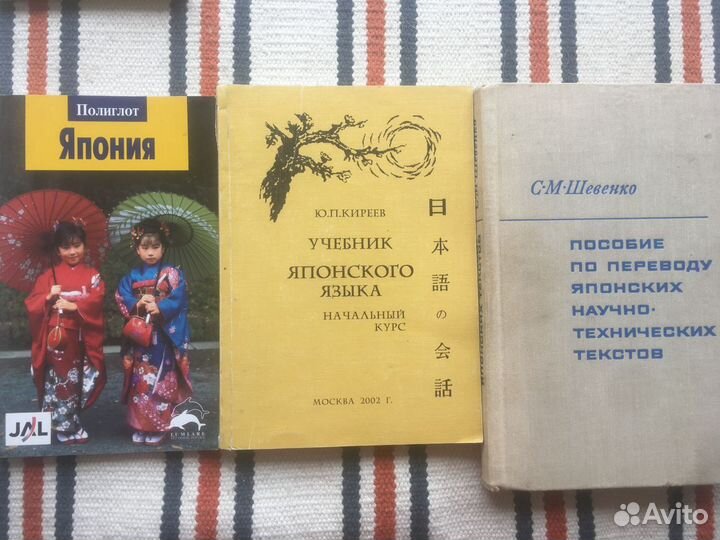 Полиглот
Япония
JAL
Ю.П.КИРЕЕВ
УЧЕБНИК
ЯПОНСКОГО
ЯЗЫКА
НАЧАЛЬНЫЙ
КУРС
日本語の会話
МОСКВА 2002 Г.
С·М·Шевенко
ПОСОБИЕ
ПО ПЕРЕВОДУ
ЯПОНСКИХ
НАУЧНО-
ТЕХНИЧЕСКИХ
ТЕКСТОВ
Avito